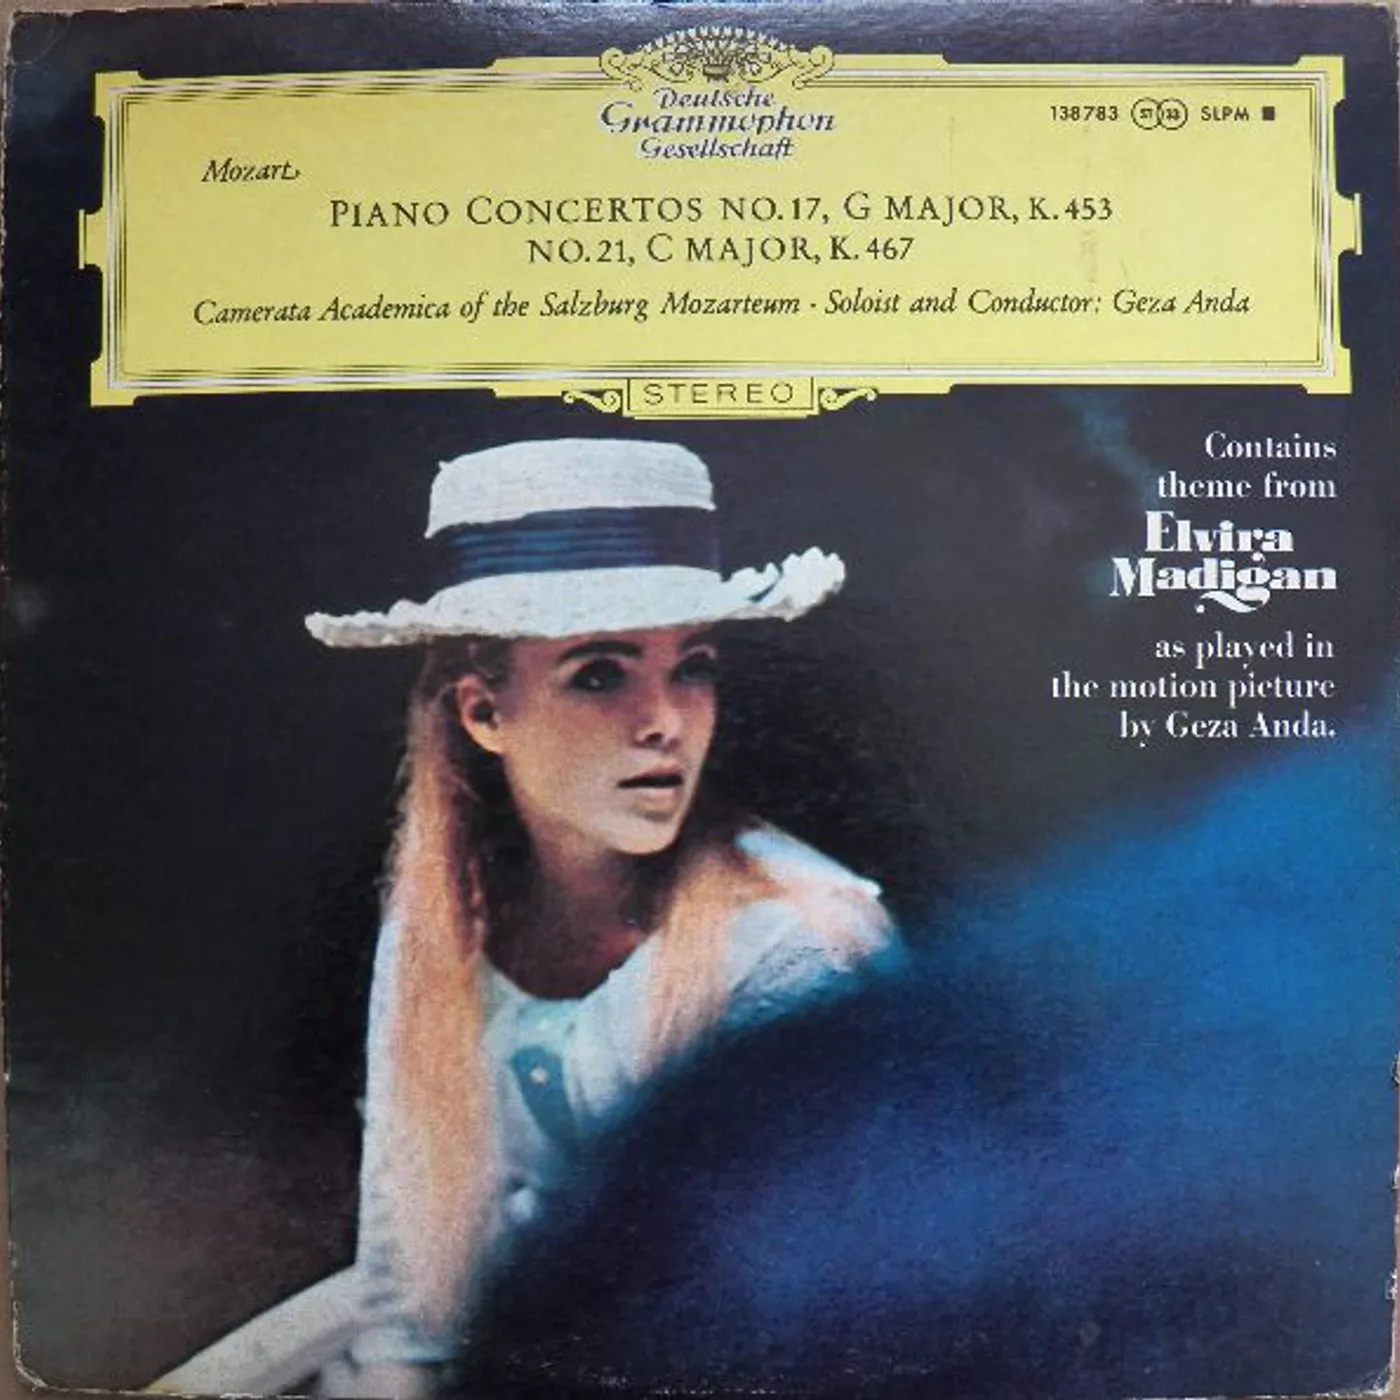 Deutsche
Grammophon
Gesellschaft
138783 ST 33 SLPM
Mozart
PIANO CONCERTOS NO. 17, G MAJOR, K. 453
NO. 21, C MAJOR, K. 467
Camerata Academica of the Salzburg Mozarteum · Soloist and Conductor: Geza Anda
STEREO
Contains
theme from
Elvira
Madigan
as played in
the motion picture
by Geza Anda.